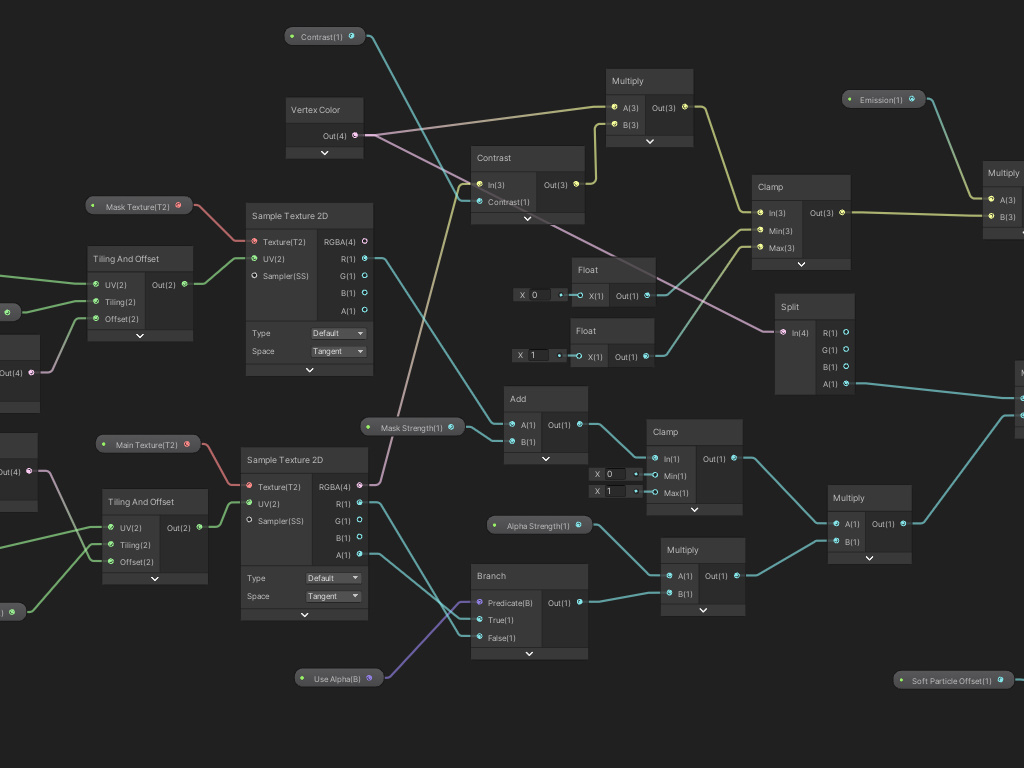 Contrast(1)
Vertex Color
Out(4)
Multiply
A(3) Out(3)
B(3)
Emission(1)
Contrast
In(3) Out(3)
Contrast(1)
Clamp
In(3) Out(3)
Min(3)
Max(3)
Multiply
A(3)
B(3)
Mask Texture(T2)
Sample Texture 2D
Texture(T2) RGBA(4)
UV(2) R(1)
Sampler(SS) G(1)
B(1)
A(1)
Type Default
Space Tangent
Tiling And Offset
UV(2) Out(2)
Tiling(2)
Offset(2)
Out(4)
Float
X 0 X(1) Out(1)
Float
X 1 X(1) Out(1)
Split
In(4) R(1)
G(1)
B(1)
A(1)
Add
A(1) Out(1)
B(1)
Mask Strength(1)
Clamp
In(1) Out(1)
X 0 Min(1)
X 1 Max(1)
Main Texture(T2)
Sample Texture 2D
Texture(T2) RGBA(4)
UV(2) R(1)
Sampler(SS) G(1)
B(1)
A(1)
Type Default
Space Tangent
Out(4)
Tiling And Offset
UV(2) Out(2)
Tiling(2)
Offset(2)
Alpha Strength(1)
Multiply
A(1) Out(1)
B(1)
Multiply
A(1) Out(1)
B(1)
Branch
Predicate(B) Out(1)
True(1)
False(1)
Use Alpha(B)
Soft Particle Offset(1)